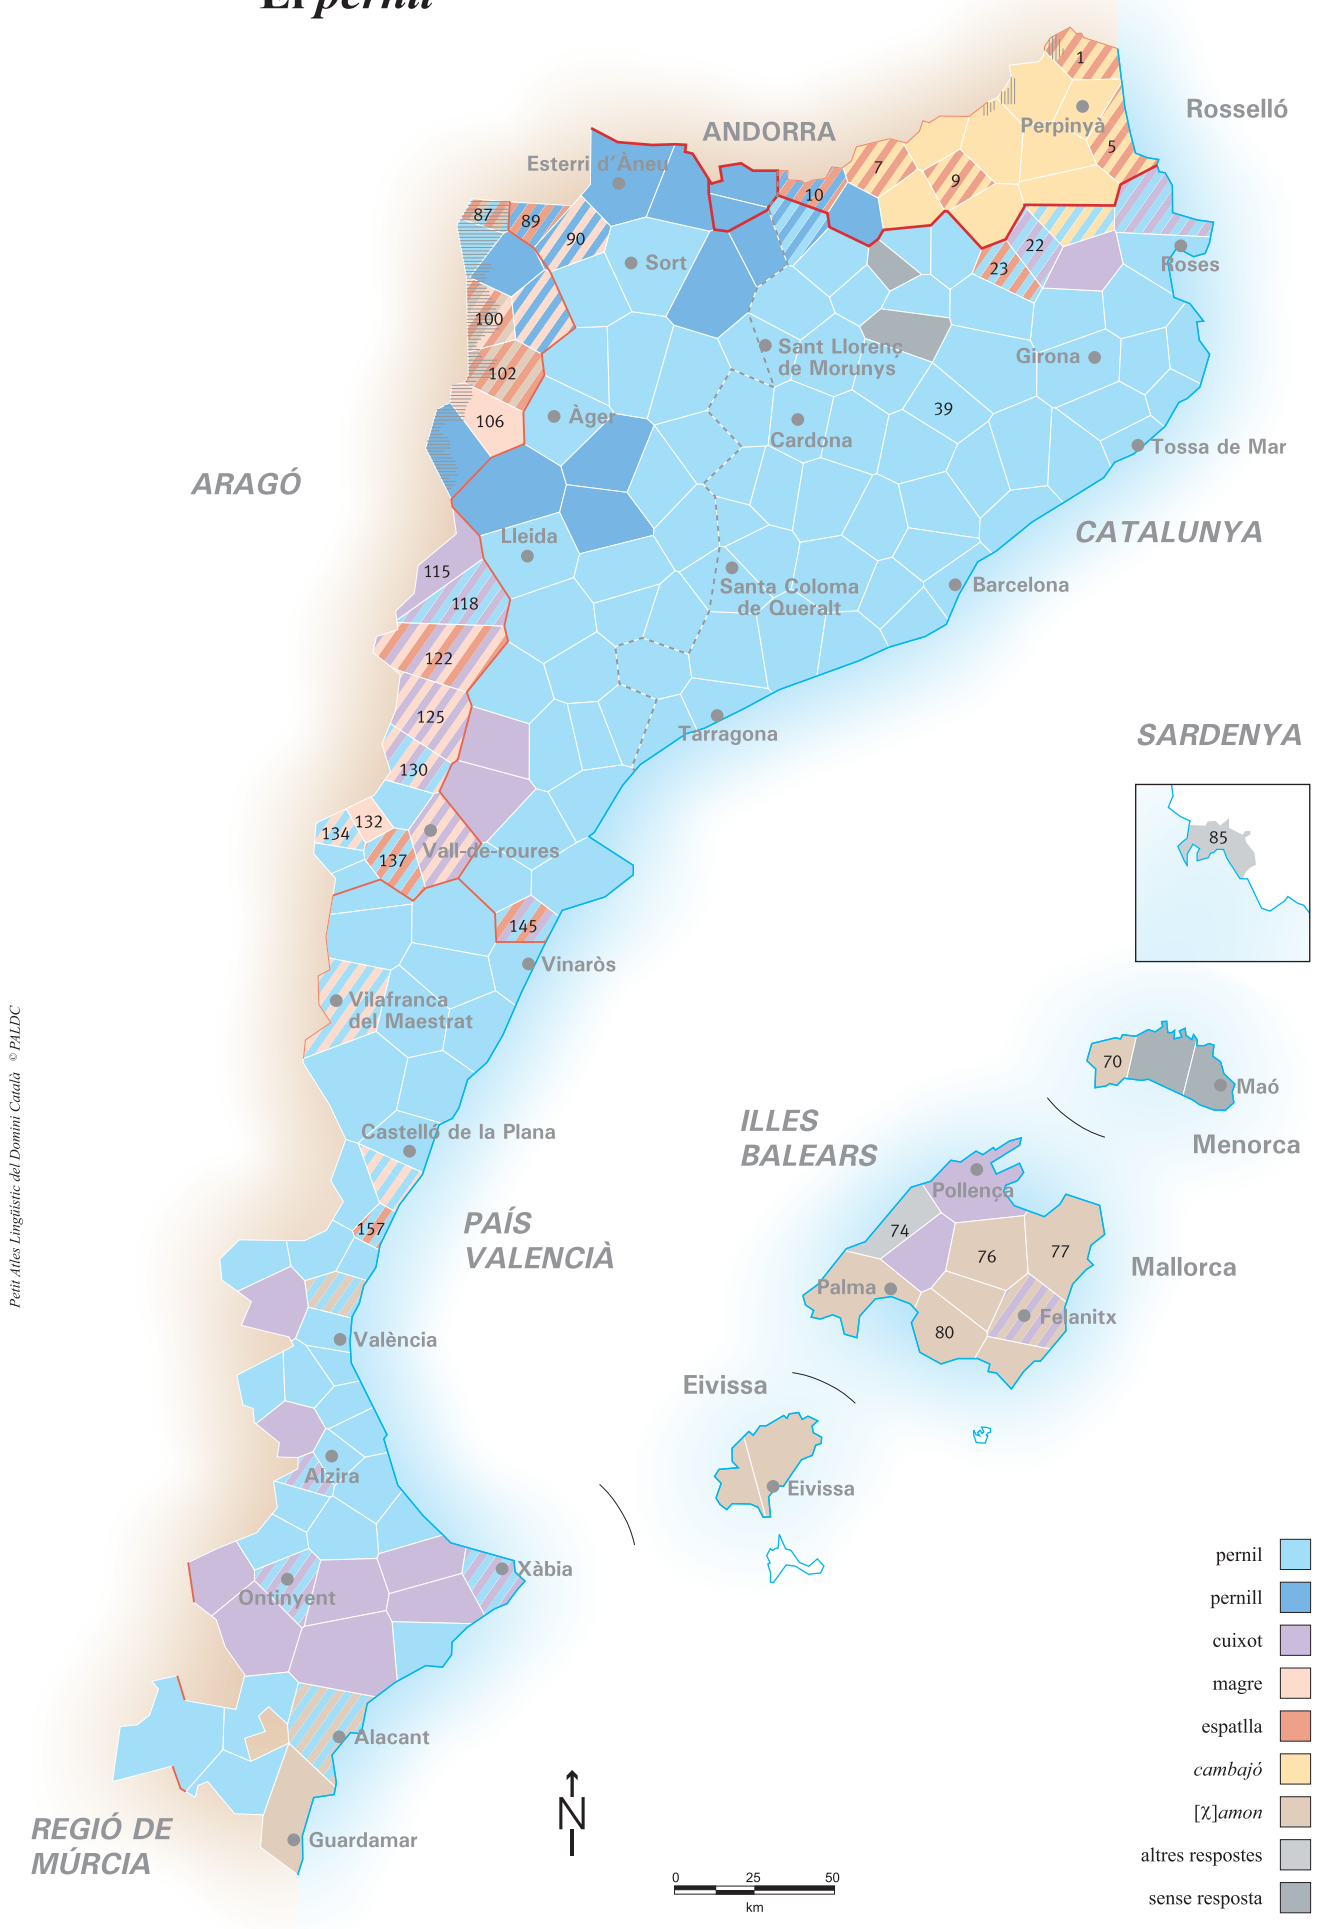 El pernil
ANDORRA
Rosselló
1
Perpinyà
5
Esterri d'Àneu
7
9
10
87
89
90
Sort
22
23
Roses
100
Sant Llorenç
de Morunys
Girona
102
106
Àger
39
Cardona
Tossa de Mar
ARAGÓ
CATALUNYA
Lleida
115
118
Santa Coloma
de Queralt
Barcelona
122
125
Tarragona
130
SARDENYA
85
132
134
137
Vall-de-roures
145
Vinaròs
Vilafranca
del Maestrat
Petit Atles Lingüístic del Domini Català © PALDC
70
Maó
Menorca
ILLES
BALEARS
Castelló de la Plana
Pollença
74
76
77
Mallorca
157
PAÍS
VALENCIÀ
Palma
Felanitx
80
València
Eivissa
Eivissa
Alzira
Xàbia
Ontinyent
Alacant
REGIÓ DE
MÚRCIA
Guardamar
N
0 25 50
km
pernil
pernill
cuixot
magre
espatlla
cambajó
[χ]amon
altres respostes
sense resposta